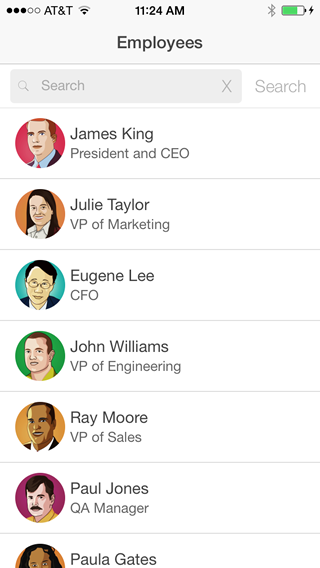 AT&T 11:24 AM
Employees
Search X Search
James King
President and CEO
Julie Taylor
VP of Marketing
Eugene Lee
CFO
John Williams
VP of Engineering
Ray Moore
VP of Sales
Paul Jones
QA Manager
Paula Gates